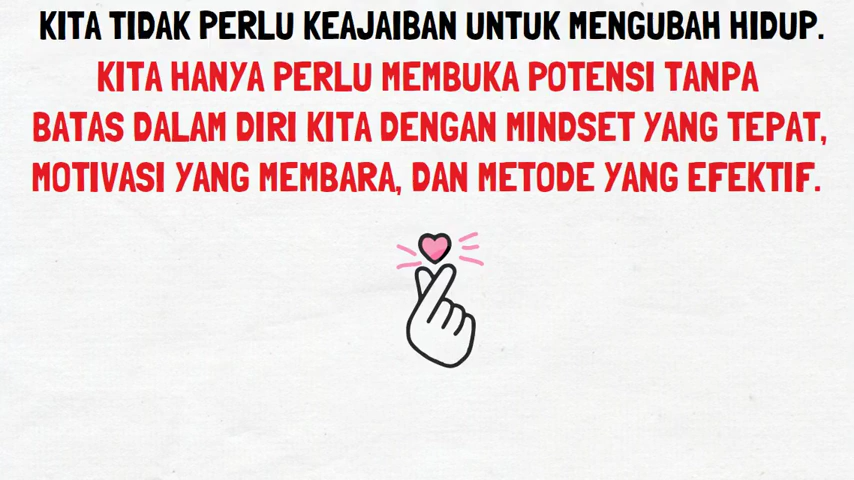 KITA TIDAK PERLU KEAJAIBAN UNTUK MENGUBAH HIDUP.
KITA HANYA PERLU MEMBUKA POTENSI TANPA
BATAS DALAM DIRI KITA DENGAN MINDSET YANG TEPAT,
MOTIVASI YANG MEMBARA, DAN METODE YANG EFEKTIF.